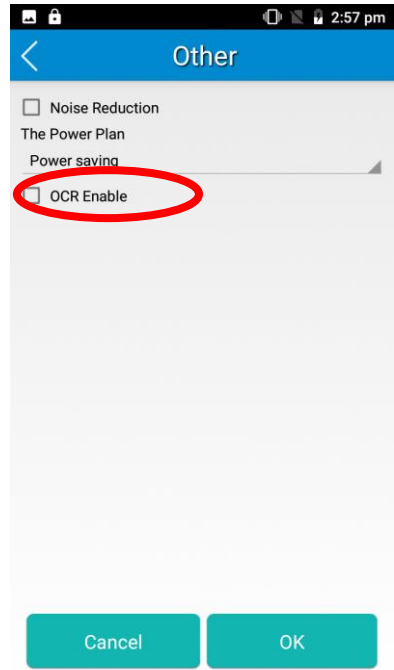 2:57 pm
Other
Noise Reduction
The Power Plan
Power saving
OCR Enable
Cancel OK